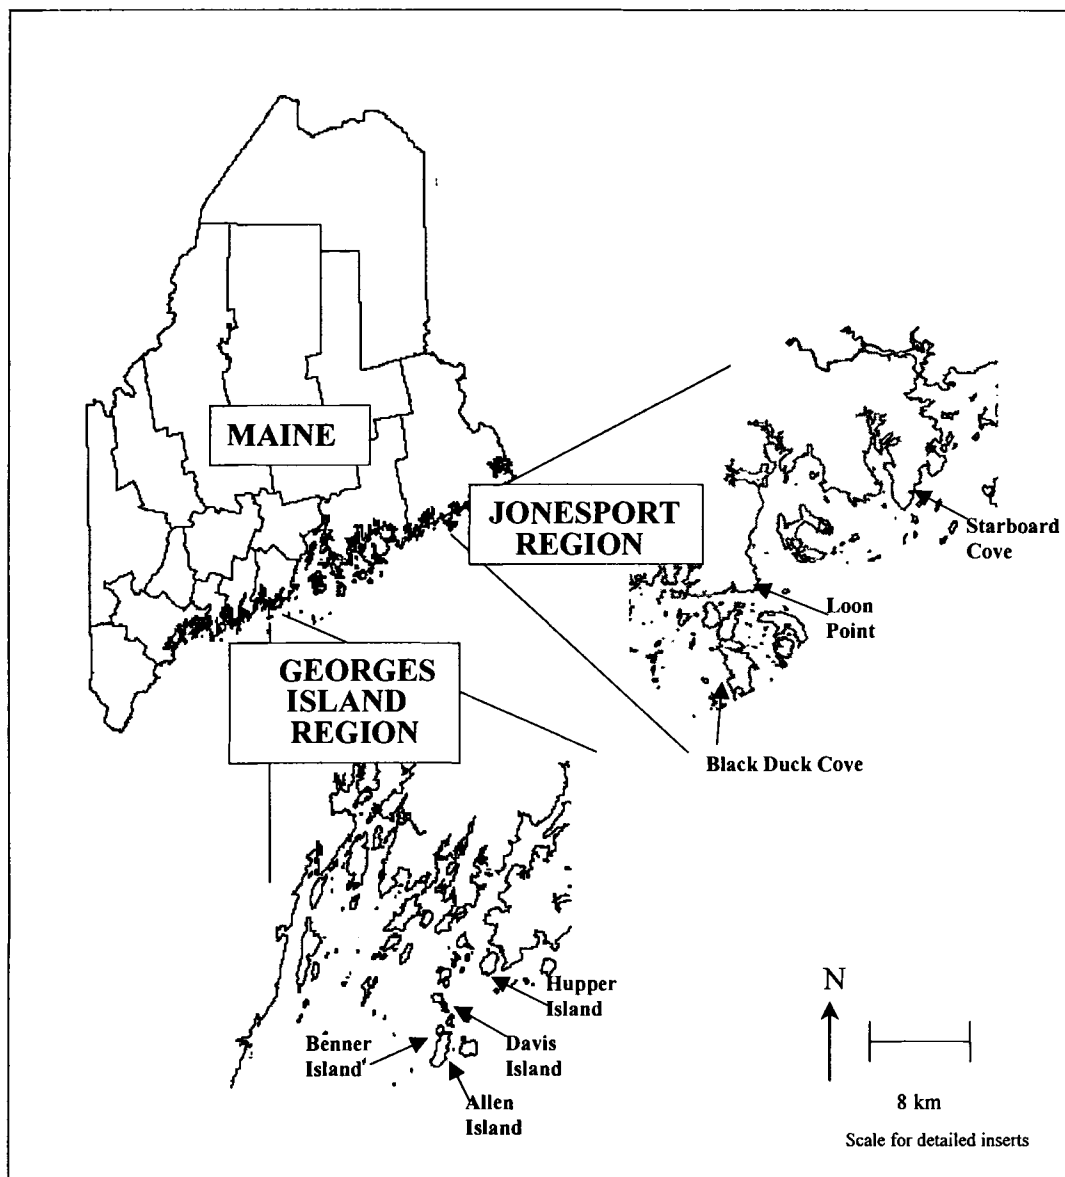 MAINE
JONESPORT
REGION
Starboard
Cove
Loon
Point
Black Duck Cove
GEORGES
ISLAND
REGION
Hupper
Island
Davis
Island
Benner
Island
Allen
Island
N
8 km
Scale for detailed inserts